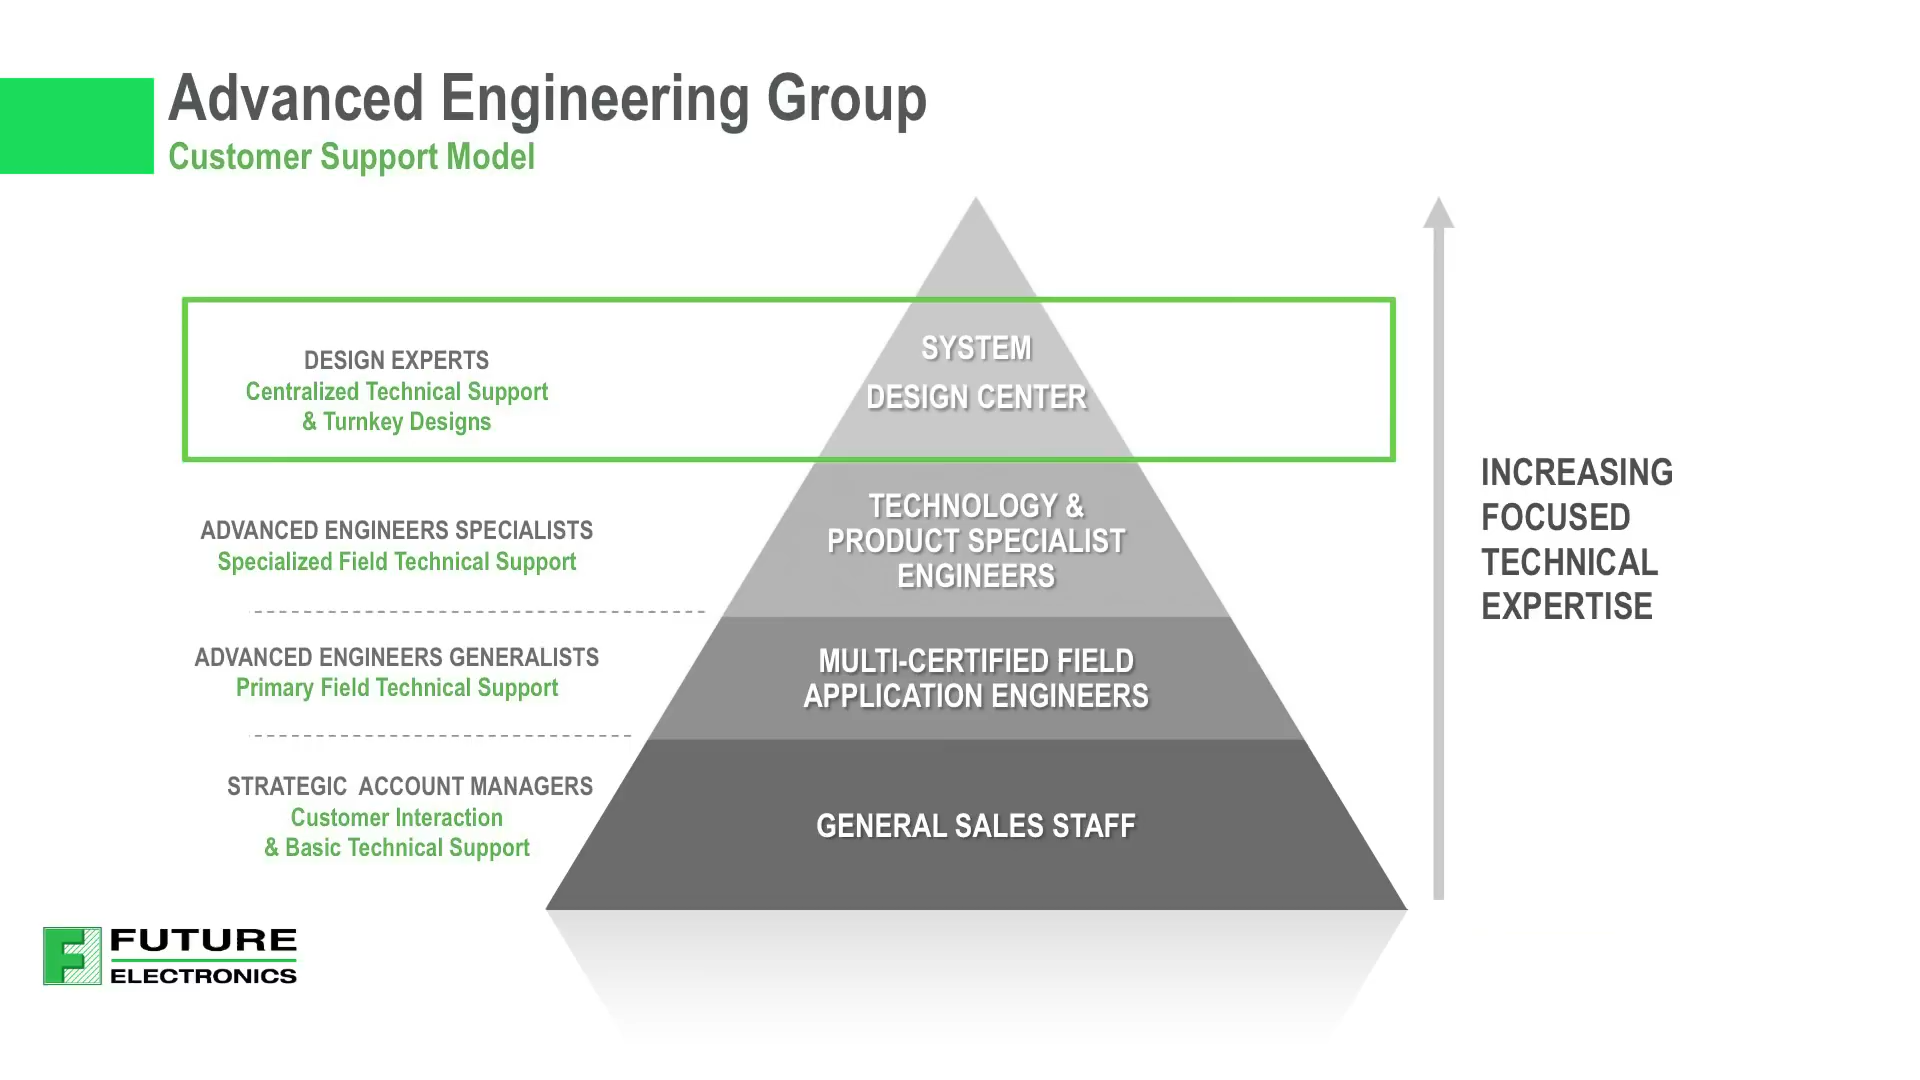 Advanced Engineering Group
Customer Support Model
DESIGN EXPERTS
Centralized Technical Support
& Turnkey Designs
SYSTEM
DESIGN CENTER
ADVANCED ENGINEERS SPECIALISTS
Specialized Field Technical Support
TECHNOLOGY &
PRODUCT SPECIALIST
ENGINEERS
ADVANCED ENGINEERS GENERALISTS
Primary Field Technical Support
MULTI-CERTIFIED FIELD
APPLICATION ENGINEERS
STRATEGIC ACCOUNT MANAGERS
Customer Interaction
& Basic Technical Support
GENERAL SALES STAFF
INCREASING
FOCUSED
TECHNICAL
EXPERTISE
FUTURE
ELECTRONICS